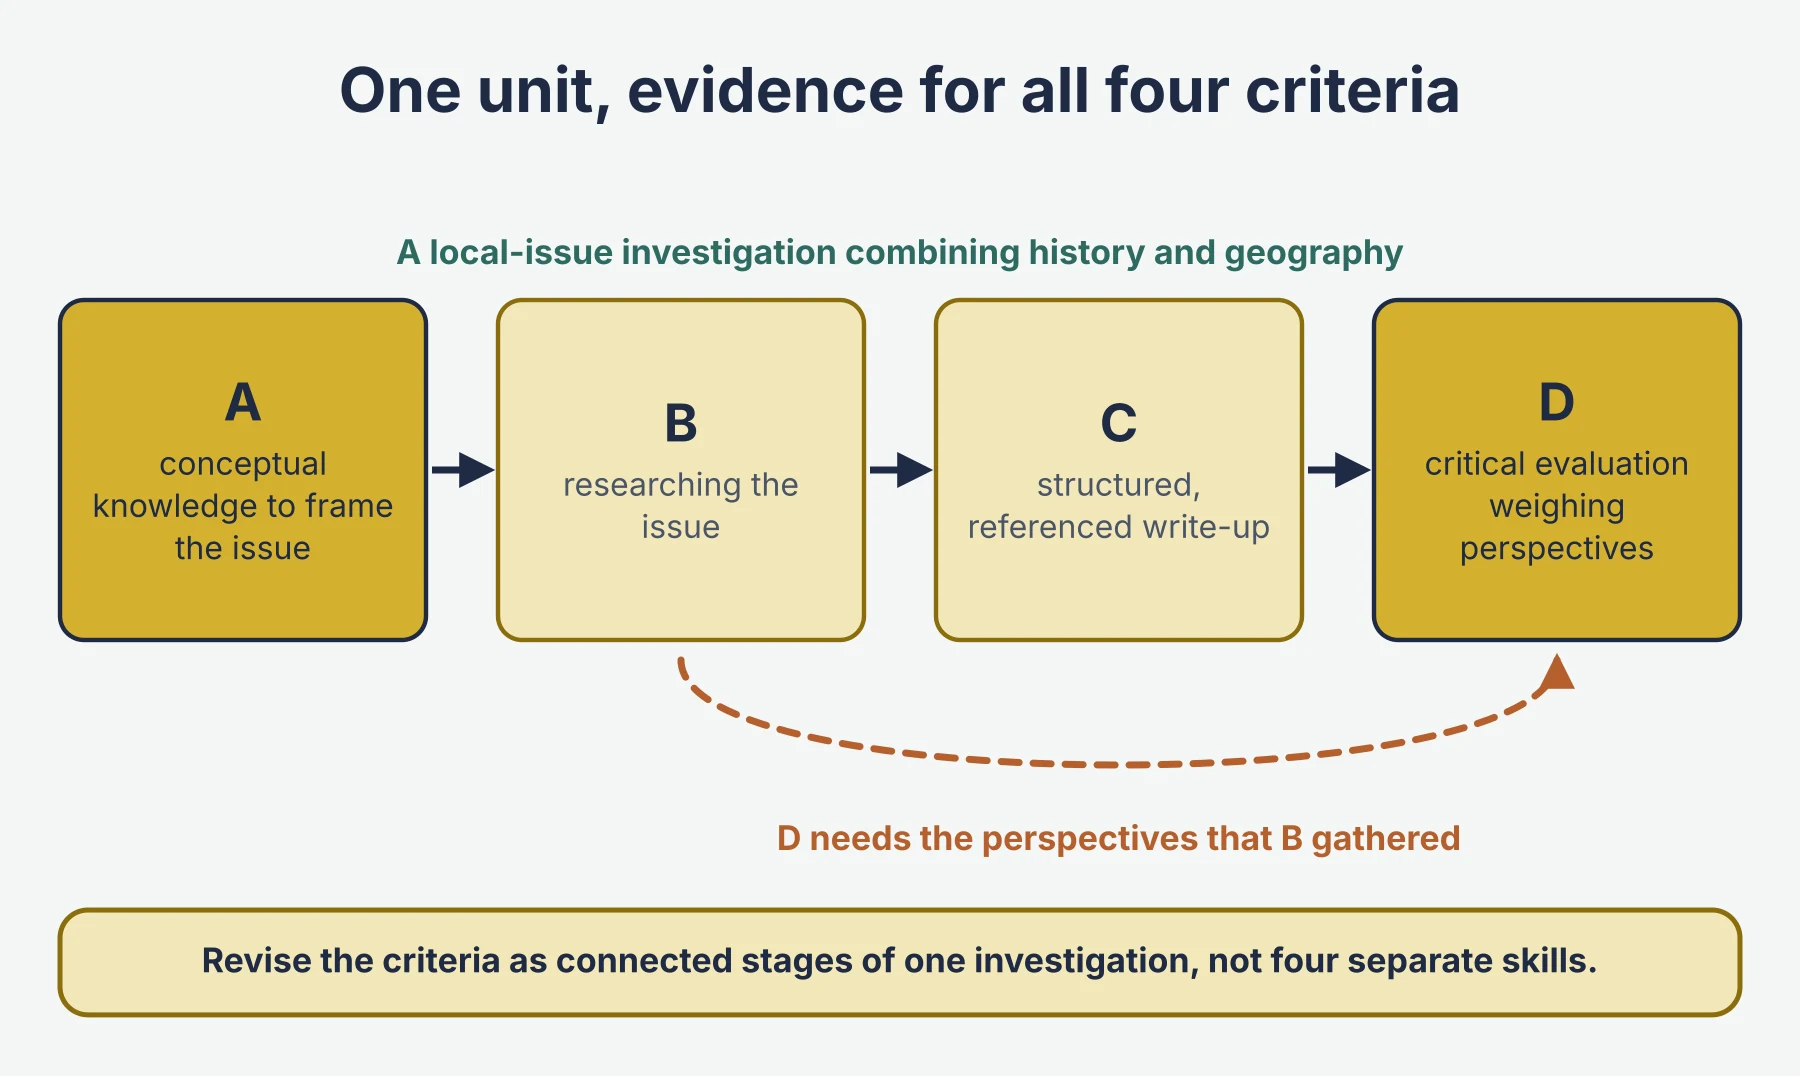 One unit, evidence for all four criteria
A local-issue investigation combining history and geography
A
conceptual
knowledge to frame
the issue
B
researching the
issue
C
structured,
referenced write-up
D
critical evaluation
weighing
perspectives
D needs the perspectives that B gathered
Revise the criteria as connected stages of one investigation, not four separate skills.